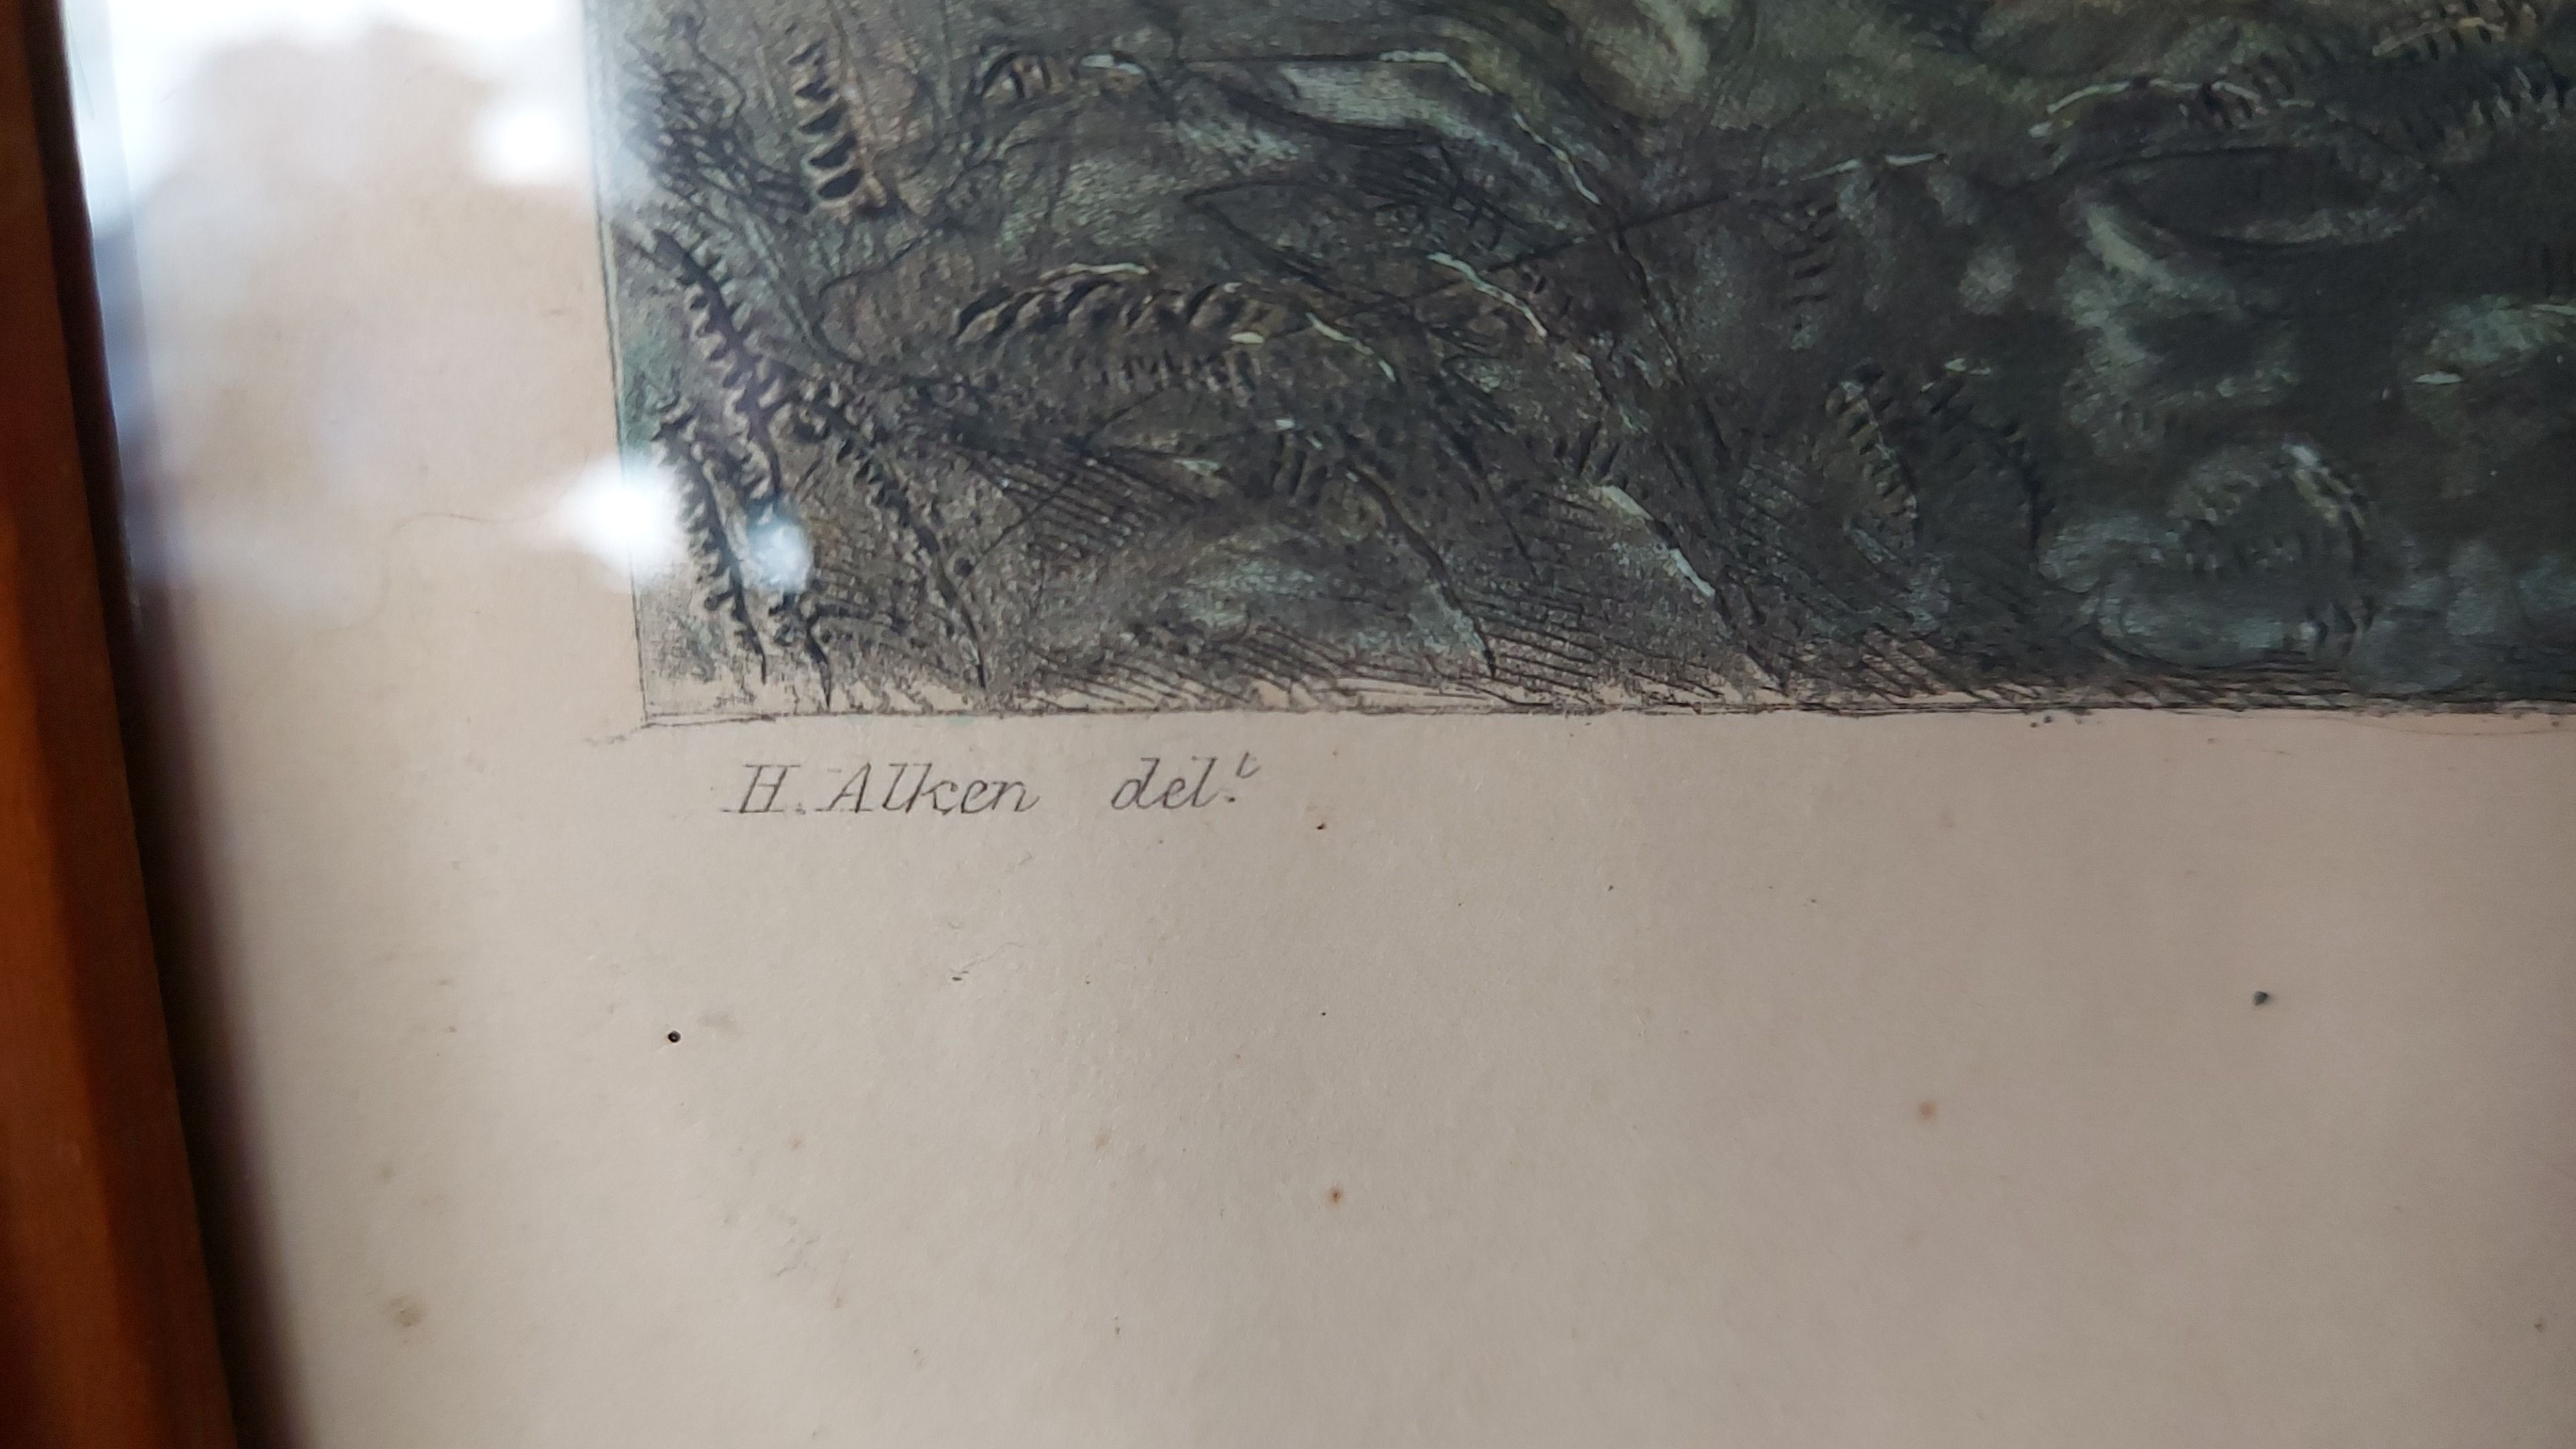 H. Alken del.t